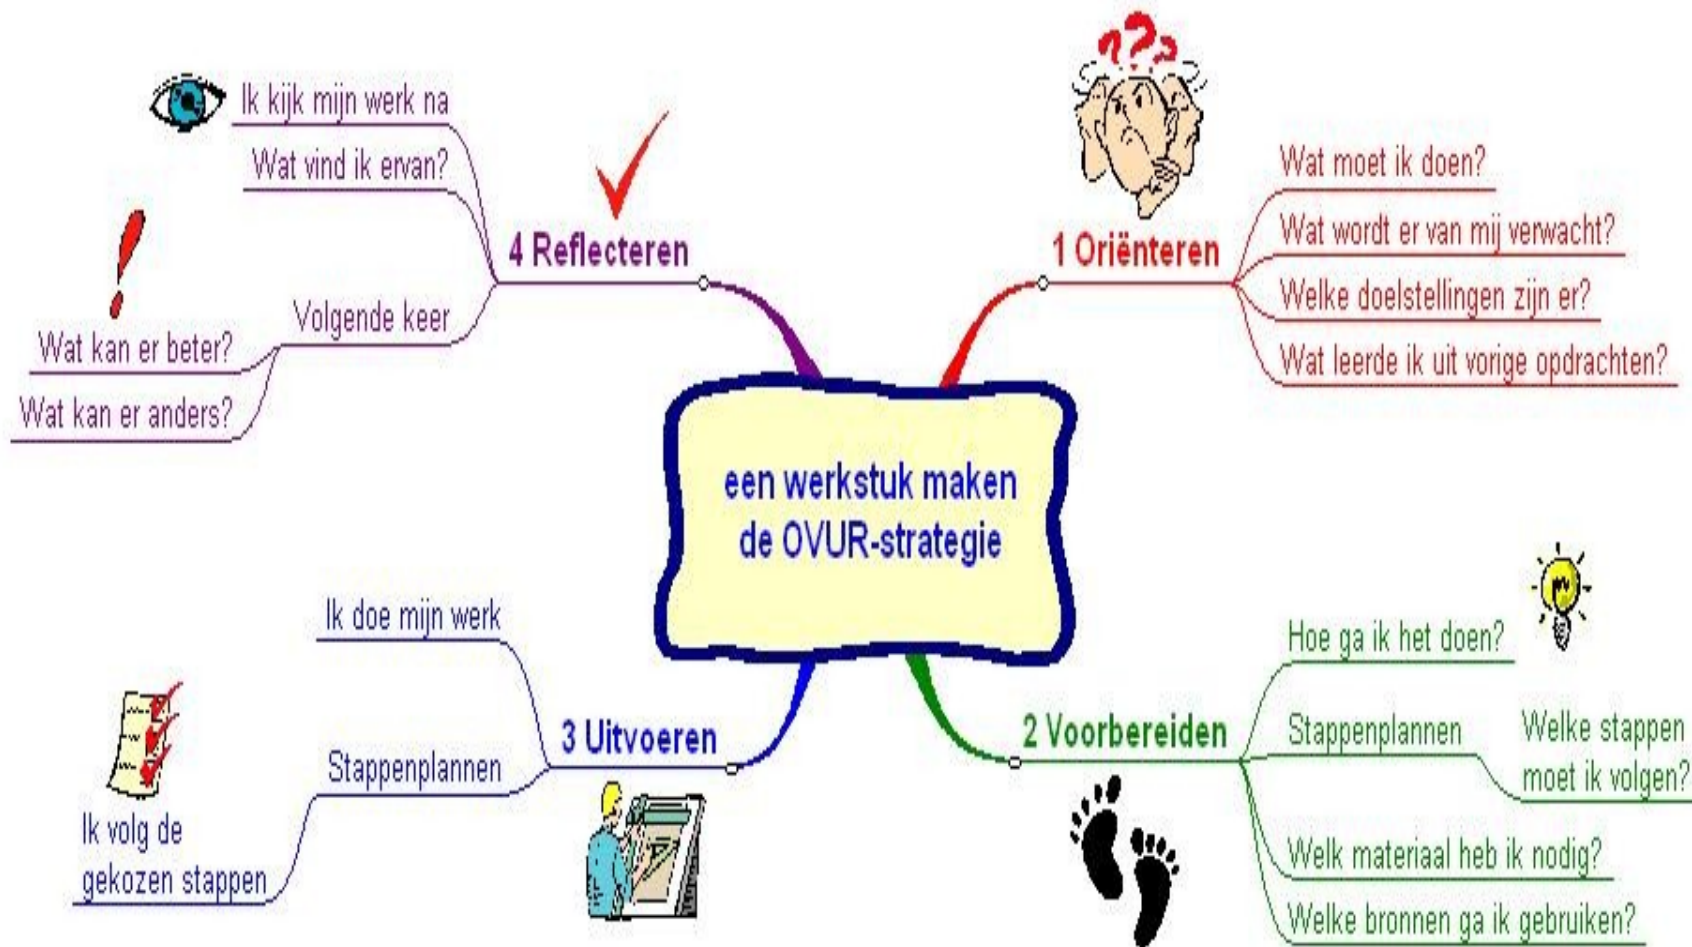 een werkstuk maken
de OVUR-strategie
1 Oriënteren
Wat moet ik doen?
Wat wordt er van mij verwacht?
Welke doelstellingen zijn er?
Wat leerde ik uit vorige opdrachten?
2 Voorbereiden
Hoe ga ik het doen?
Stappenplannen
Welke stappen
moet ik volgen?
Welk materiaal heb ik nodig?
Welke bronnen ga ik gebruiken?
3 Uitvoeren
Ik doe mijn werk
Stappenplannen
Ik volg de
gekozen stappen
4 Reflecteren
Ik kijk mijn werk na
Wat vind ik ervan?
Volgende keer
Wat kan er beter?
Wat kan er anders?